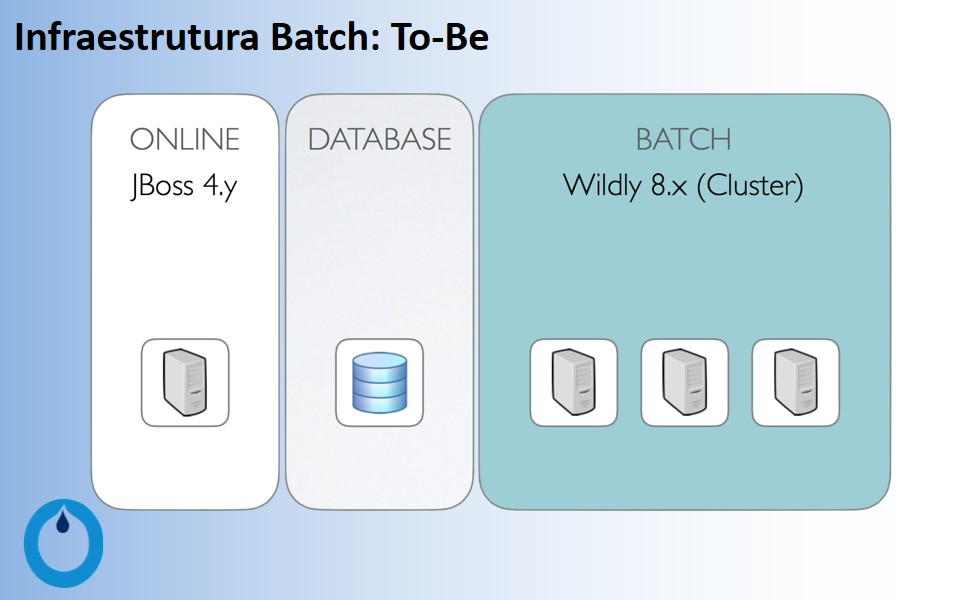 Infraestrutura Batch: To-Be
ONLINE
JBoss 4.y
DATABASE
BATCH
Wildly 8.x (Cluster)